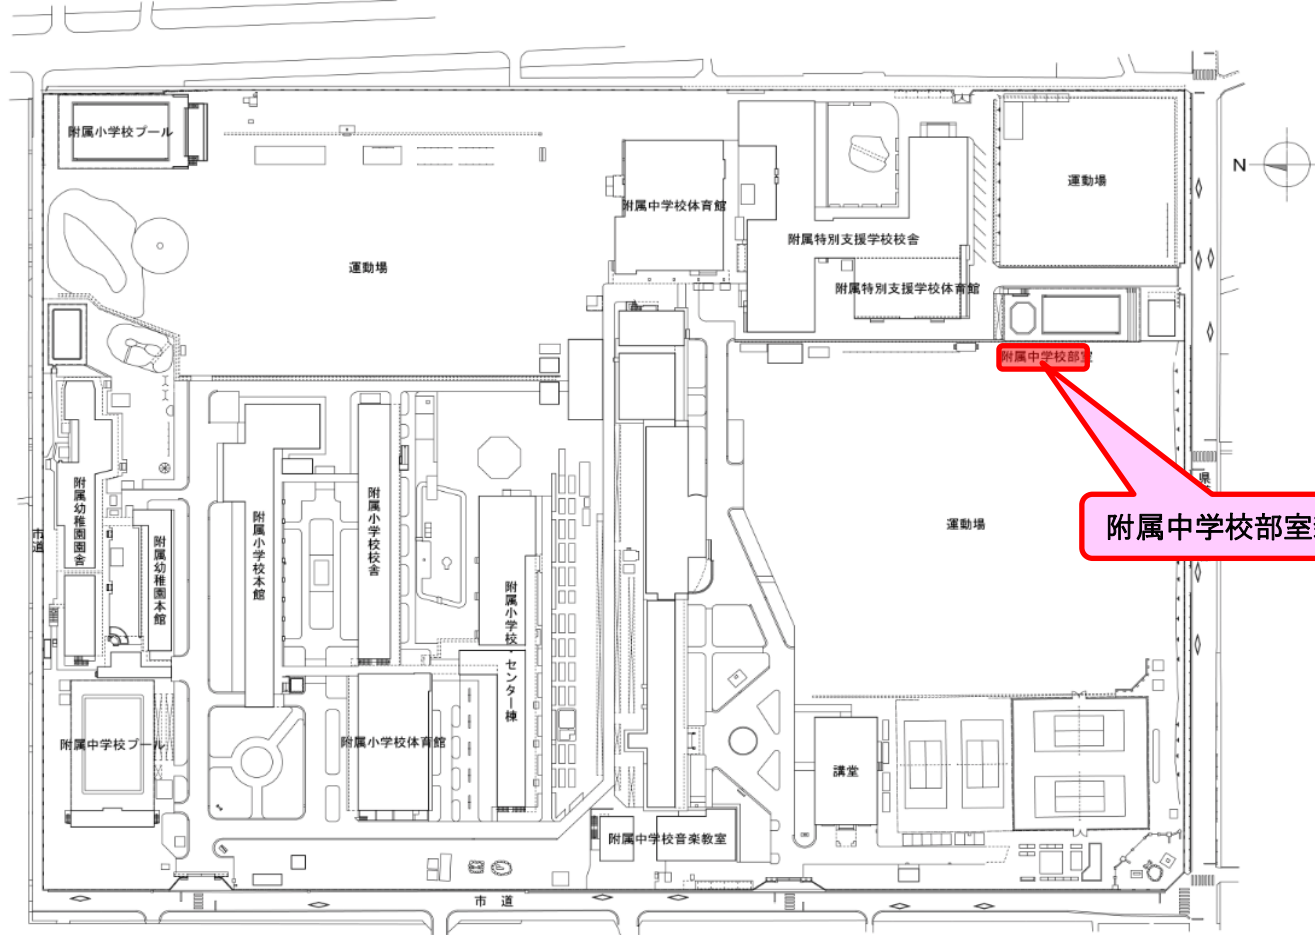 附属小学校プール
運動場
附属中学校体育館
附属特別支援学校校舎
附属特別支援学校体育館
運動場
N
附属中学校部室
附属中学校部室
県
運動場
市道
附属幼稚園園舎
附属幼稚園本館
附属小学校本館
附属小学校校舎
附属小学校・センター棟
附属中学校プール
附属小学校体育館
講堂
附属中学校音楽教室
市 道